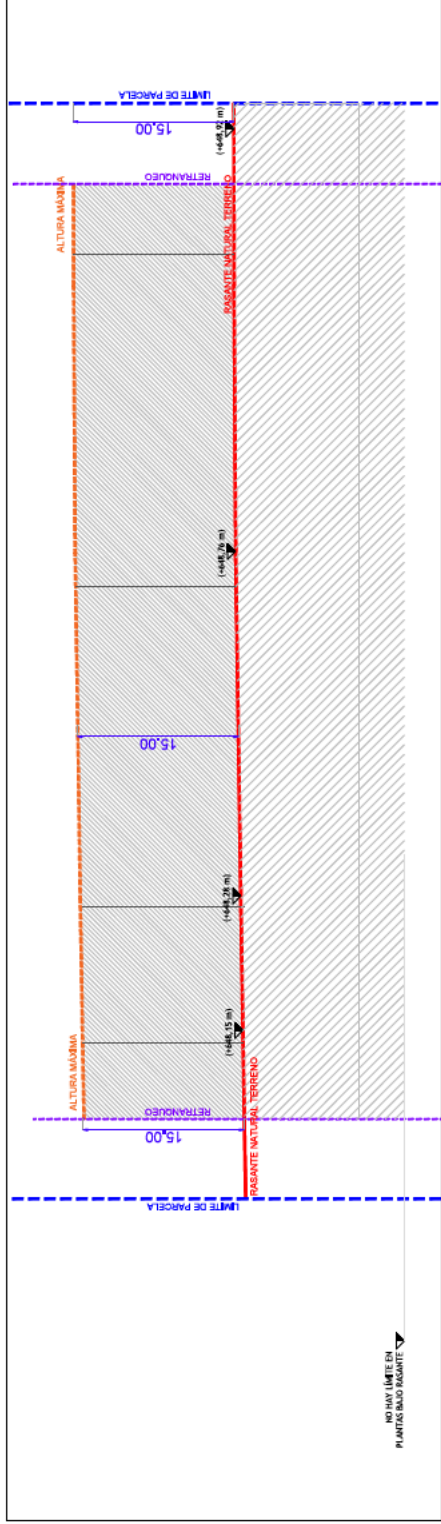 LIMITE DE PARCELA
15.00
(+648,92 m)
RETRANQUEO
ALTURA MÁXIMA
RASANTE NATURAL TERRENO
(+648,76 m)
15.00
(+648,28 m)
(+648,15 m)
ALTURA MÁXIMA
RETRANQUEO
15.00
RASANTE NATURAL TERRENO
LIMITE DE PARCELA
NO HAY LÍMITE EN
PLANTAS BAJO RASANTE